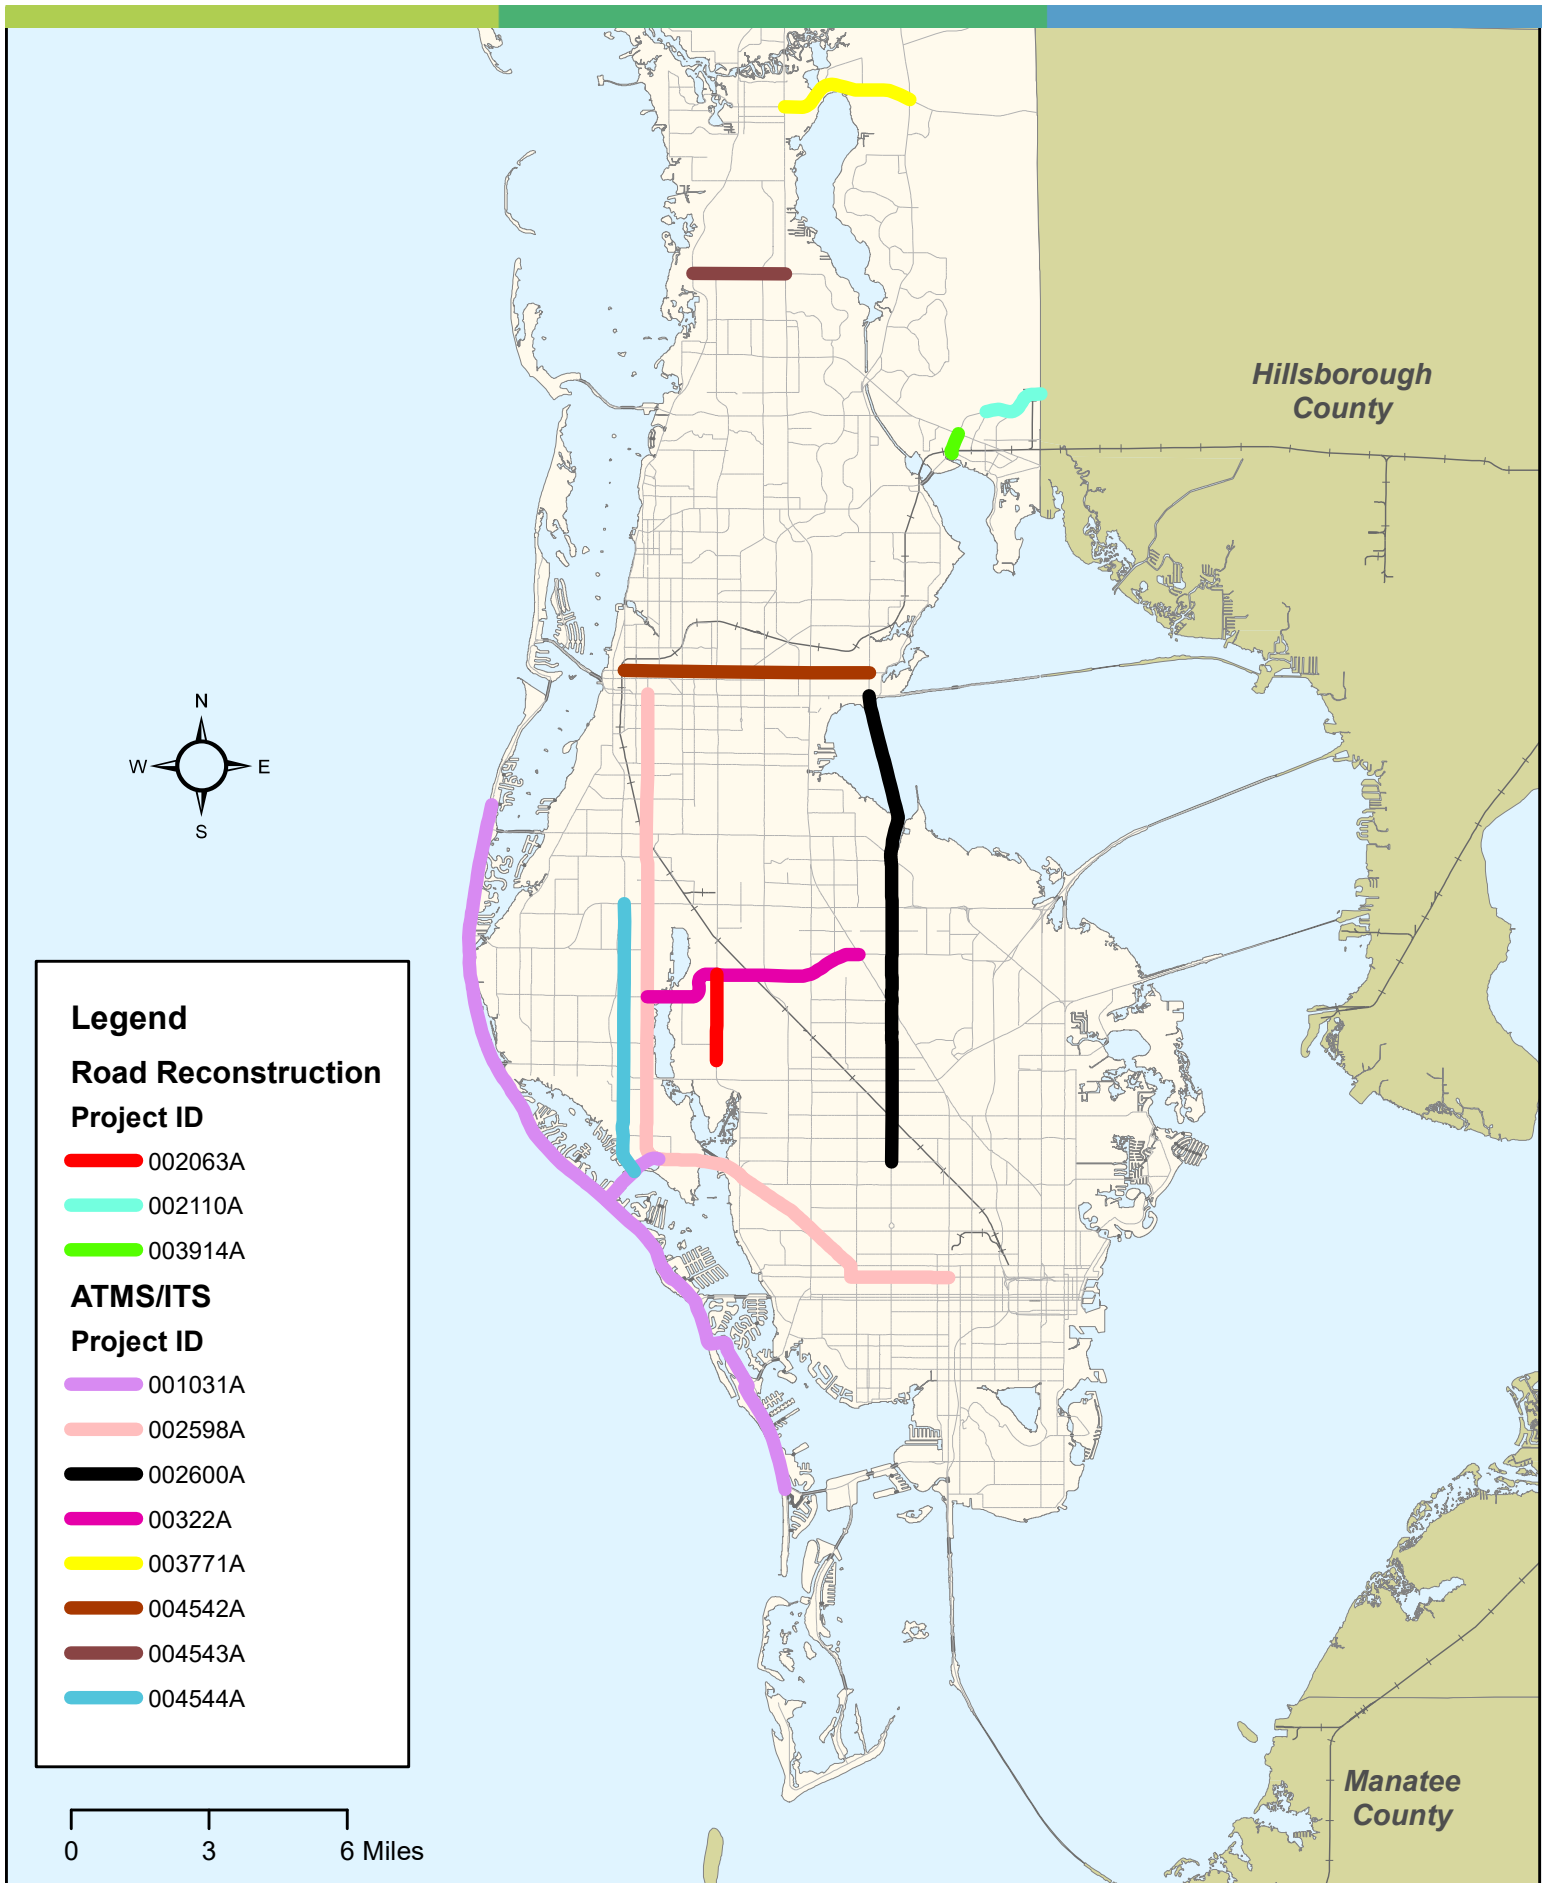 Hillsborough
County
N
W
E
S
Legend
Road Reconstruction
Project ID
002063A
002110A
003914A
ATMS/ITS
Project ID
001031A
002598A
002600A
00322A
003771A
004542A
004543A
004544A
0 3 6 Miles
Manatee
County